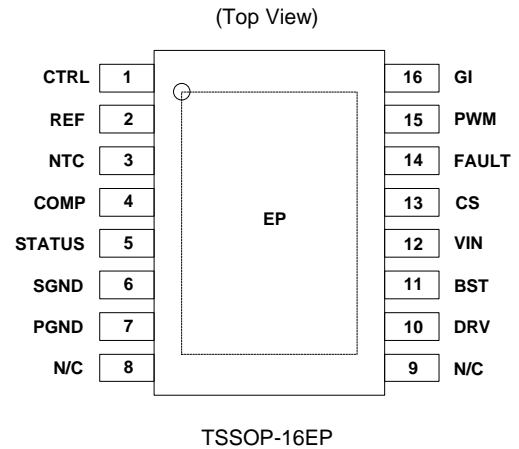 (Top View)
CTRL 1 16 GI
REF 2 15 PWM
NTC 3 14 FAULT
COMP 4 13 CS
EP
STATUS 5 12 VIN
SGND 6 11 BST
PGND 7 10 DRV
N/C 8 9 N/C
TSSOP-16EP